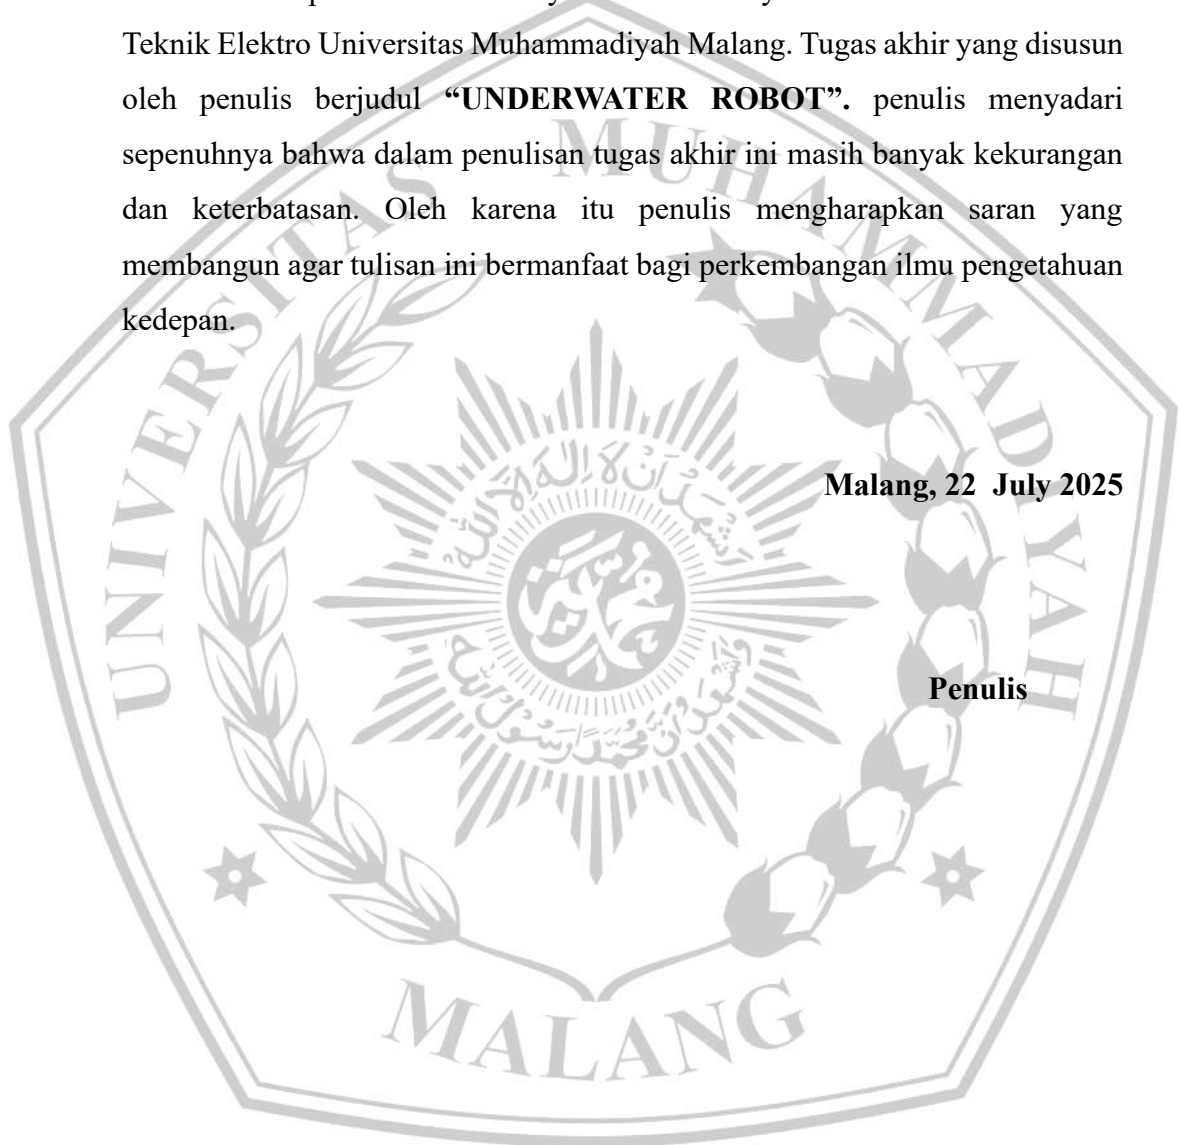 Teknik Elektro Universitas Muhammadiyah Malang. Tugas akhir yang disusun
oleh penulis berjudul “UNDERWATER ROBOT”. penulis menyadari
sepenuhnya bahwa dalam penulisan tugas akhir ini masih banyak kekurangan
dan keterbatasan. Oleh karena itu penulis mengharapkan saran yang
membangun agar tulisan ini bermanfaat bagi perkembangan ilmu pengetahuan
kedepan.
Malang, 22 July 2025
Penulis
UNIVERSITAS MUHAMMADIYAH
MALANG